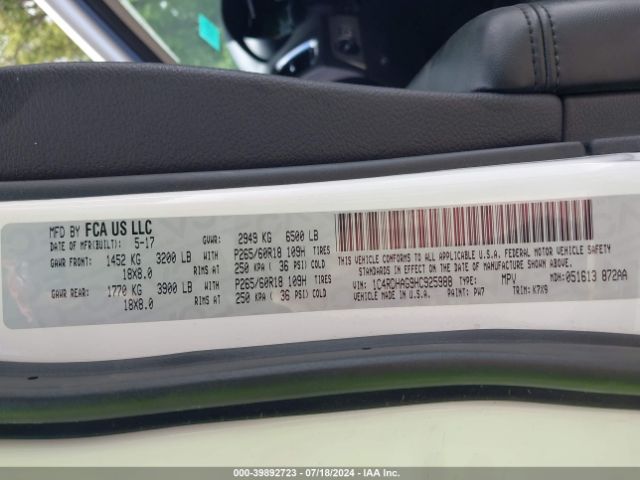 MFD BY FCA US LLC
DATE OF MFR(BUILT): 5-17 GVWR: 2949 KG 6500 LB
GAWR FRONT: 1452 KG 3200 LB WITH P265/60R18 109H TIRES
18X8.0 RIMS AT 250 KPA ( 36 PSI) COLD
GAWR REAR: 1770 KG 3900 LB WITH P265/60R18 109H TIRES
18X8.0 RIMS AT 250 KPA ( 36 PSI) COLD
THIS VEHICLE CONFORMS TO ALL APPLICABLE U.S.A. FEDERAL MOTOR VEHICLE SAFETY
STANDARDS IN EFFECT ON THE DATE OF MANUFACTURE SHOWN ABOVE.
VIN: 1C4RDHAG9HC925988 TYPE: MPV MDH: 051613 872AA
VEHICLE MADE IN U.S.A. PAINT: PW7 TRIM: K7X9
000-39892723 - 07/18/2024 - IAAI.COM